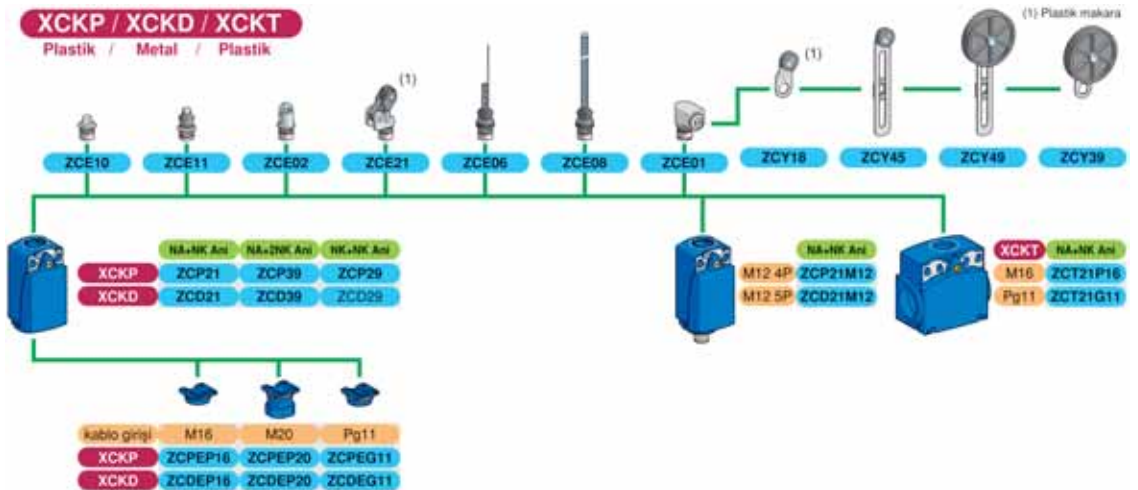 XCKP / XCKD / XCKT
Plastik / Metal / Plastik
(1) Plastik makara
(1)
(1)
ZCE10 ZCE11 ZCE02 ZCE21 ZCE06 ZCE08 ZCE01 ZCY18 ZCY45 ZCY49 ZCY39
NA+NK Ani NA+2NK Ani NK+NK Ani
XCKP ZCP21 ZCP39 ZCP29
XCKD ZCD21 ZCD39 ZCD29
NA+NK Ani
M12 4P ZCP21M12
M12 5P ZCD21M12
XCKT NA+NK Ani
M16 ZCT21P16
Pg11 ZCT21G11
kablo girişi M16 M20 Pg11
XCKP ZCPEP16 ZCPEP20 ZCPEG11
XCKD ZCDEP16 ZCDEP20 ZCDEG11